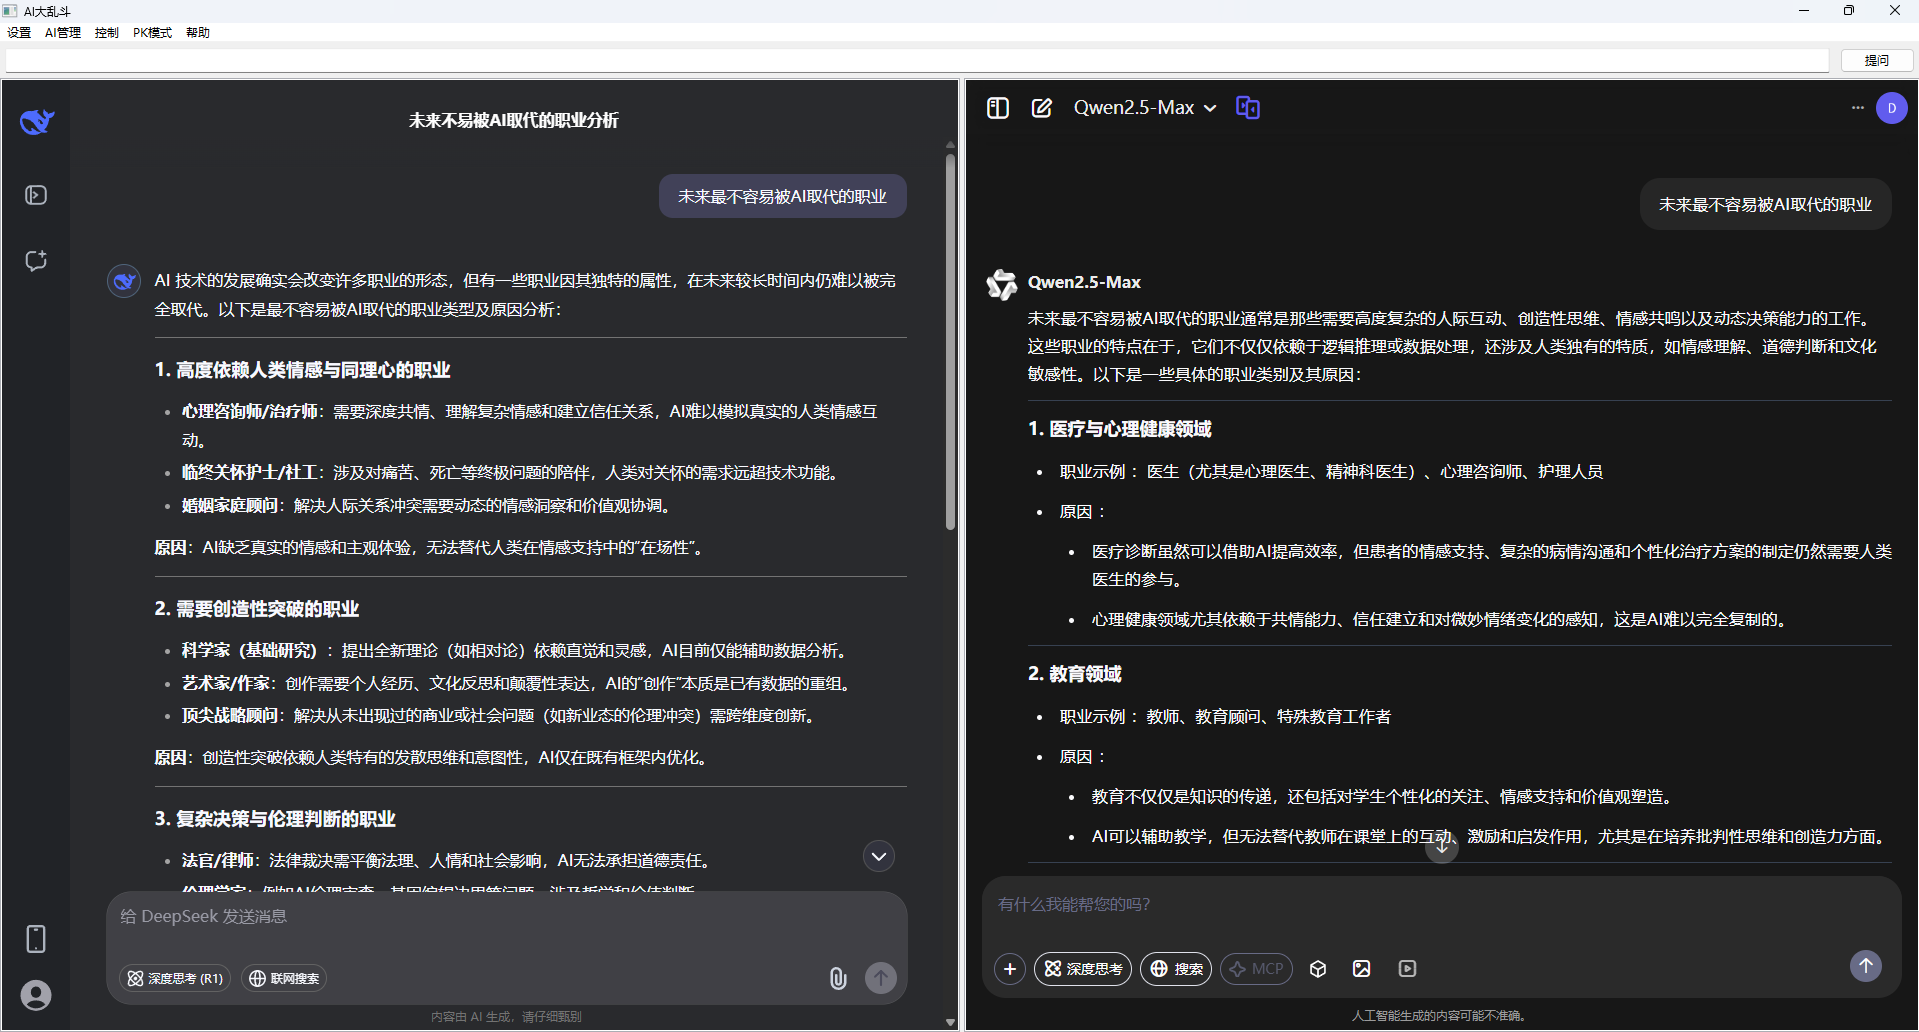 AI大乱斗
设置 AI管理 控制 PK模式 帮助
提问
未来不易被AI取代的职业分析
未来最不容易被AI取代的职业
AI 技术的发展确实会改变许多职业的形态，但有一些职业因其独特的属性，在未来较长时间内仍难以被完
全取代。以下是最不容易被AI取代的职业类型及原因分析：
1. 高度依赖人类情感与同理心的职业
• 心理咨询师/治疗师：需要深度共情、理解复杂情感和建立信任关系，AI难以模拟真实的人类情感互
动。
• 临终关怀护士/社工：涉及对痛苦、死亡等终极问题的陪伴，人类对关怀的需求远超技术功能。
• 婚姻家庭顾问：解决人际关系冲突需要动态的情感洞察和价值观协调。
原因：AI缺乏真实的情感和主观体验，无法替代人类在情感支持中的“在场性”。
2. 需要创造性突破的职业
• 科学家（基础研究）：提出全新理论（如相对论）依赖直觉和灵感，AI目前仅能辅助数据分析。
• 艺术家/作家：创作需要个人经历、文化反思和颠覆性表达，AI的“创作”本质是已有数据的重组。
• 顶尖战略顾问：解决从未出现过的商业或社会问题（如新业态的伦理冲突）需跨维度创新。
原因：创造性突破依赖人类特有的发散思维和意图性，AI仅在既有框架内优化。
3. 复杂决策与伦理判断的职业
• 法官/律师：法律裁决需平衡法理、人情和社会影响，AI无法承担道德责任。
伦理学家：例如AI伦理审查、基因编辑边界等问题，涉及哲学和价值判断
给 DeepSeek 发送消息
深度思考 (R1) 联网搜索
内容由 AI 生成，请仔细甄别
Qwen2.5-Max
D
未来最不容易被AI取代的职业
Qwen2.5-Max
未来最不容易被AI取代的职业通常是那些需要高度复杂的人际互动、创造性思维、情感共鸣以及动态决策能力的工作。
这些职业的特点在于，它们不仅仅依赖于逻辑推理或数据处理，还涉及人类独有的特质，如情感理解、道德判断和文化
敏感性。以下是一些具体的职业类别及其原因：
1. 医疗与心理健康领域
• 职业示例 ：医生（尤其是心理医生、精神科医生）、心理咨询师、护理人员
• 原因 ：
• 医疗诊断虽然可以借助AI提高效率，但患者的情感支持、复杂的病情沟通和个性化治疗方案的制定仍然需要人类
医生的参与。
• 心理健康领域尤其依赖于共情能力、信任建立和对微妙情绪变化的感知，这是AI难以完全复制的。
2. 教育领域
• 职业示例 ：教师、教育顾问、特殊教育工作者
• 原因 ：
• 教育不仅仅是知识的传递，还包括对学生个性化的关注、情感支持和价值观塑造。
• AI可以辅助教学，但无法替代教师在课堂上的互动、激励和启发作用，尤其是在培养批判性思维和创造力方面。
有什么我能帮您的吗？
深度思考 搜索 MCP
人工智能生成的内容可能不准确。